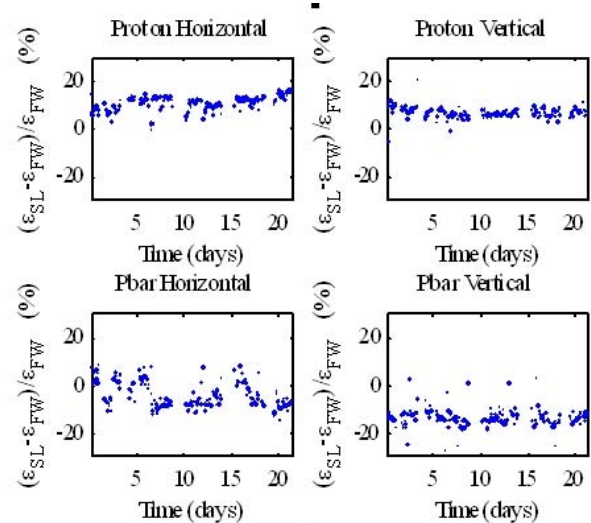 Proton Horizontal
(ε_SL-ε_FW)/ε_FW (%)
20
0
-20
5 10 15 20
Time (days)
Proton Vertical
(ε_SL-ε_FW)/ε_FW (%)
20
0
-20
5 10 15 20
Time (days)
Pbar Horizontal
(ε_SL-ε_FW)/ε_FW (%)
20
0
-20
5 10 15 20
Time (days)
Pbar Vertical
(ε_SL-ε_FW)/ε_FW (%)
20
0
-20
5 10 15 20
Time (days)